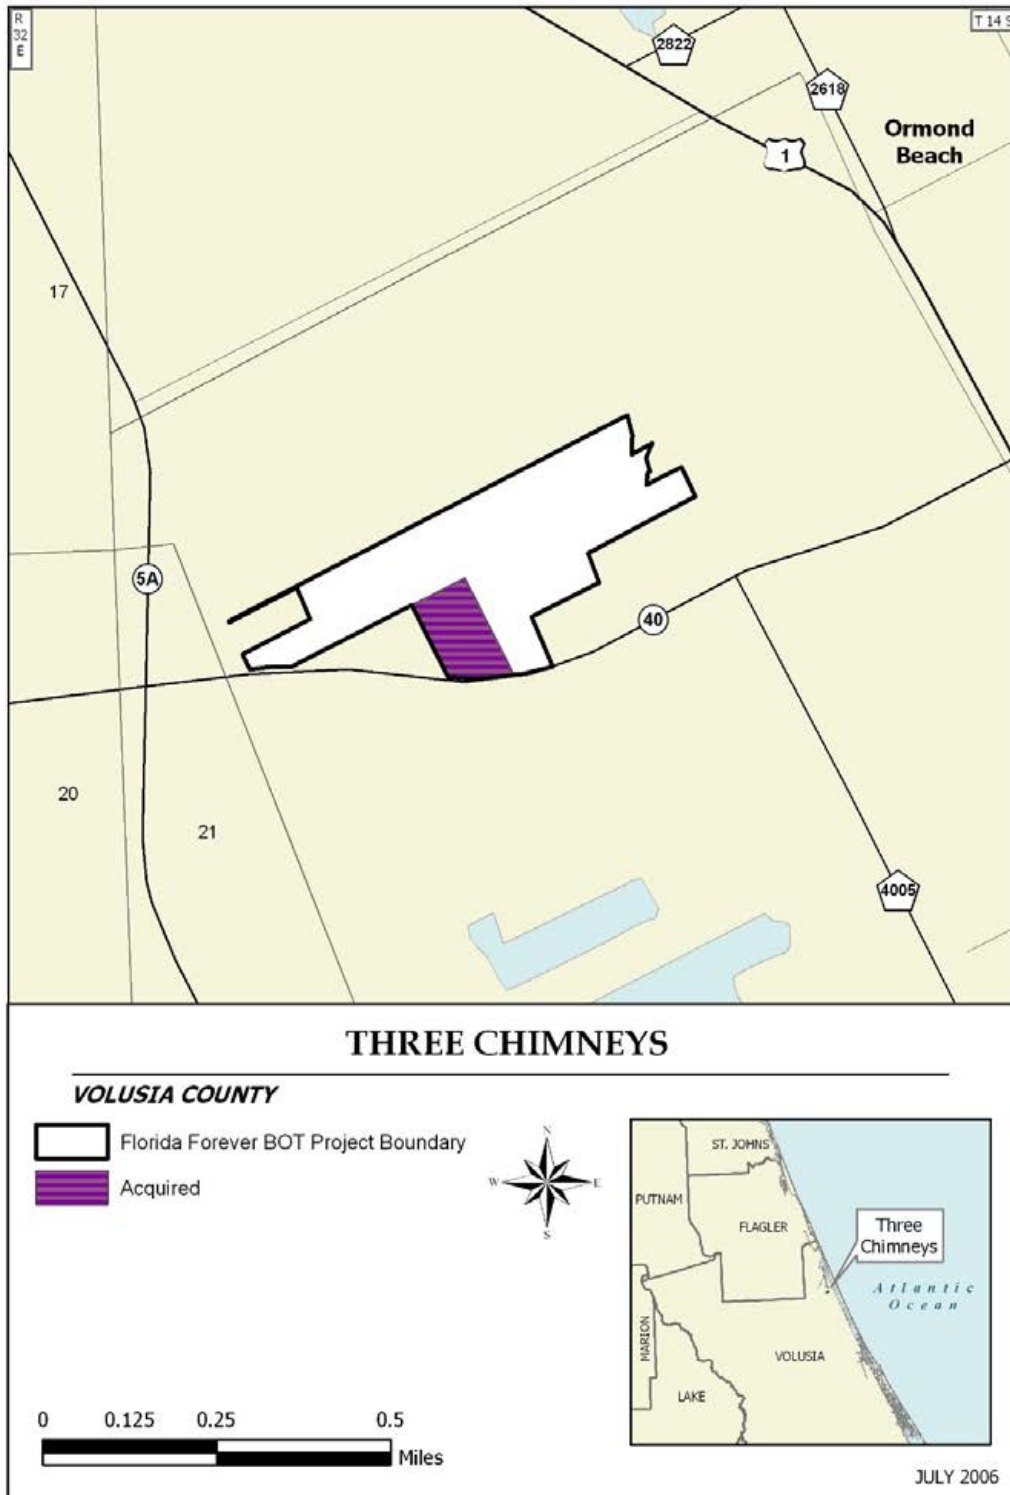 R
32
E
T 14 S
2822
2618
Ormond
Beach
1
17
5A
40
20
21
4005
THREE CHIMNEYS
VOLUSIA COUNTY
Florida Forever BOT Project Boundary
Acquired
N
W
E
S
ST. JOHNS
PUTNAM
FLAGLER
Three
Chimneys
Atlantic
Ocean
MARION
VOLUSIA
LAKE
0 0.125 0.25 0.5
Miles
JULY 2006